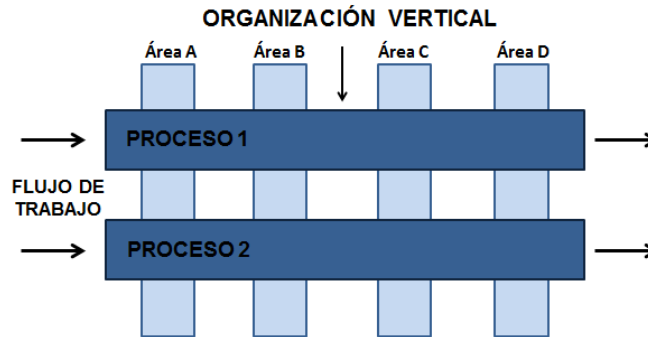 ORGANIZACIÓN VERTICAL
Área A
Área B
Área C
Área D
PROCESO 1
FLUJO DE
TRABAJO
PROCESO 2